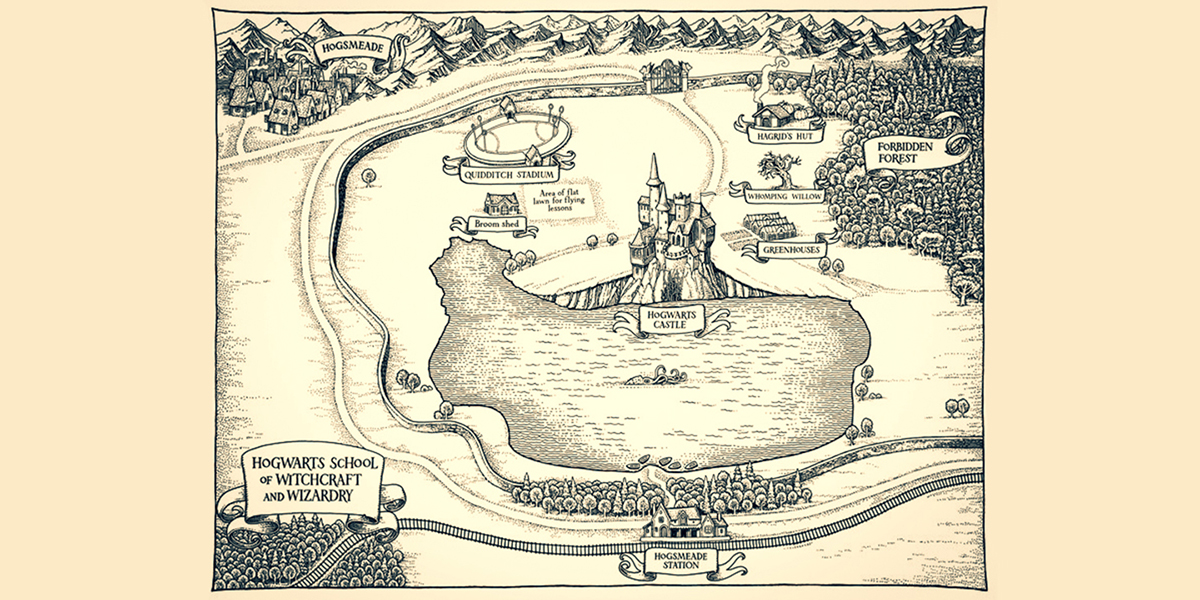 HOGSMEADE
HAGRID'S HUT
FORBIDDEN
FOREST
QUIDDITCH STADIUM
Area of flat
lawn for flying
lessons
WHOMPING WILLOW
Broom shed
GREENHOUSES
HOGWARTS
CASTLE
HOGWARTS SCHOOL
OF WITCHCRAFT
AND WIZARDRY
HOGSMEADE
STATION